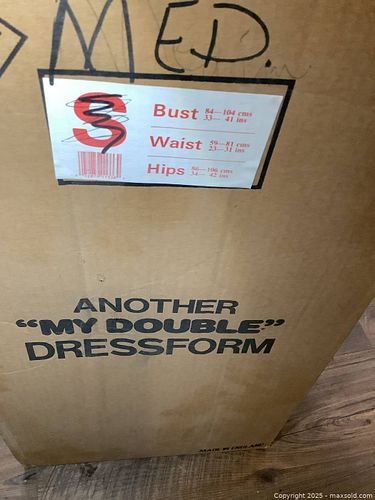 MED.
S
Bust 84—104 cms
33— 41 ins
Waist 59—81 cms
23—31 ins
Hips 86—106 cms
34— 42 ins
ANOTHER
“MY DOUBLE”
DRESSFORM
MADE IN ENGLAND
Copyright © 2025 - maxsold.com